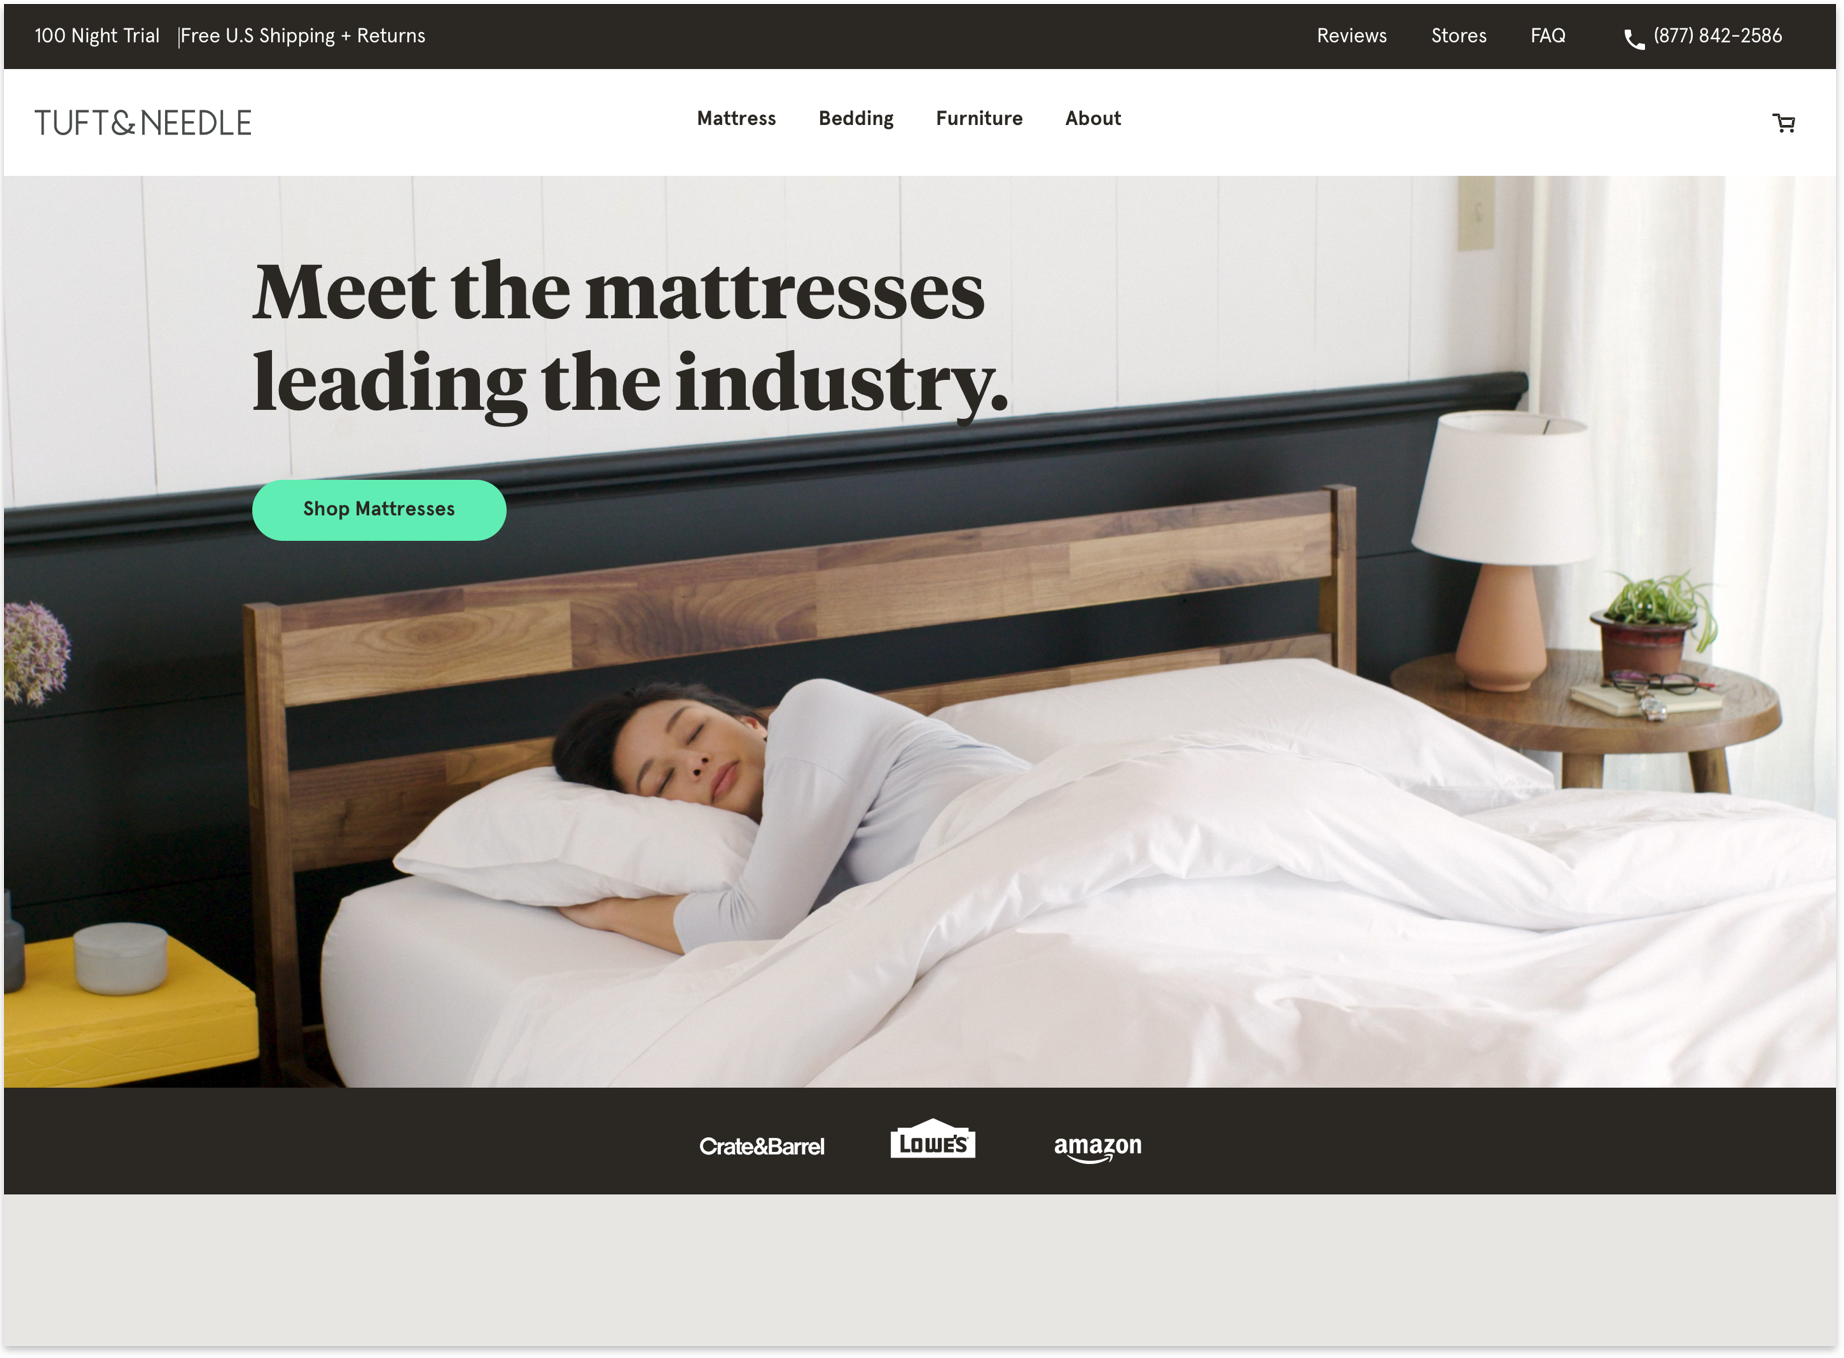 100 Night Trial | Free U.S Shipping + Returns Reviews Stores FAQ (877) 842-2586
TUFT&NEEDLE Mattress Bedding Furniture About
Meet the mattresses
leading the industry.
Shop Mattresses
Crate&Barrel LOWE'S amazon